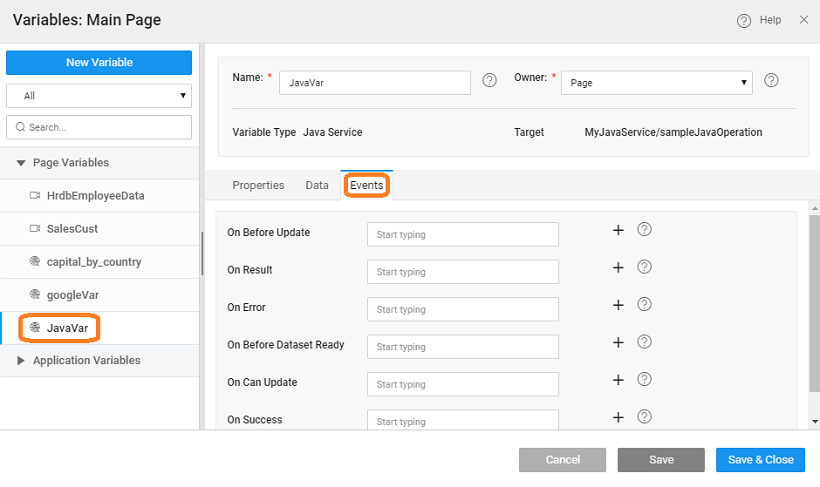 Variables: Main Page
Help
New Variable
All
Search...
Page Variables
HrdbEmployeeData
SalesCust
capital_by_country
googleVar
JavaVar
Application Variables
Name: * JavaVar
Owner: * Page
Variable Type Java Service
Target MyJavaService/sampleJavaOperation
Properties Data Events
On Before Update Start typing
On Result Start typing
On Error Start typing
On Before Dataset Ready Start typing
On Can Update Start typing
On Success Start typing
Cancel Save Save & Close